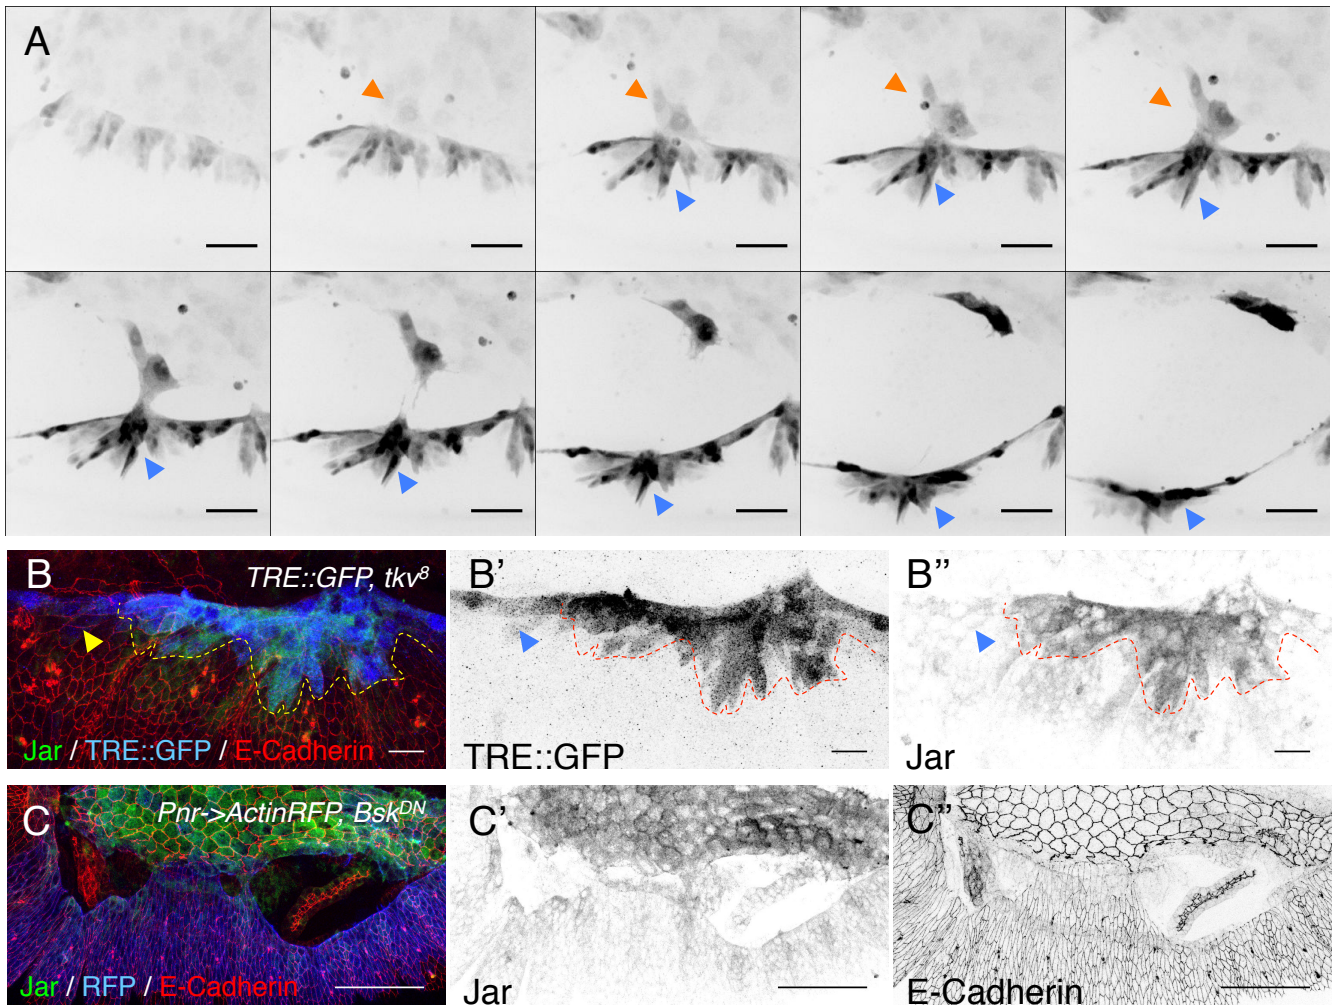 A
B
TRE::GFP, tkv⁸
Jar / TRE::GFP / E-Cadherin
B'
TRE::GFP
B''
Jar
C
Pnr->ActinRFP, Bskᴰᴺ
Jar / RFP / E-Cadherin
C'
Jar
C''
E-Cadherin